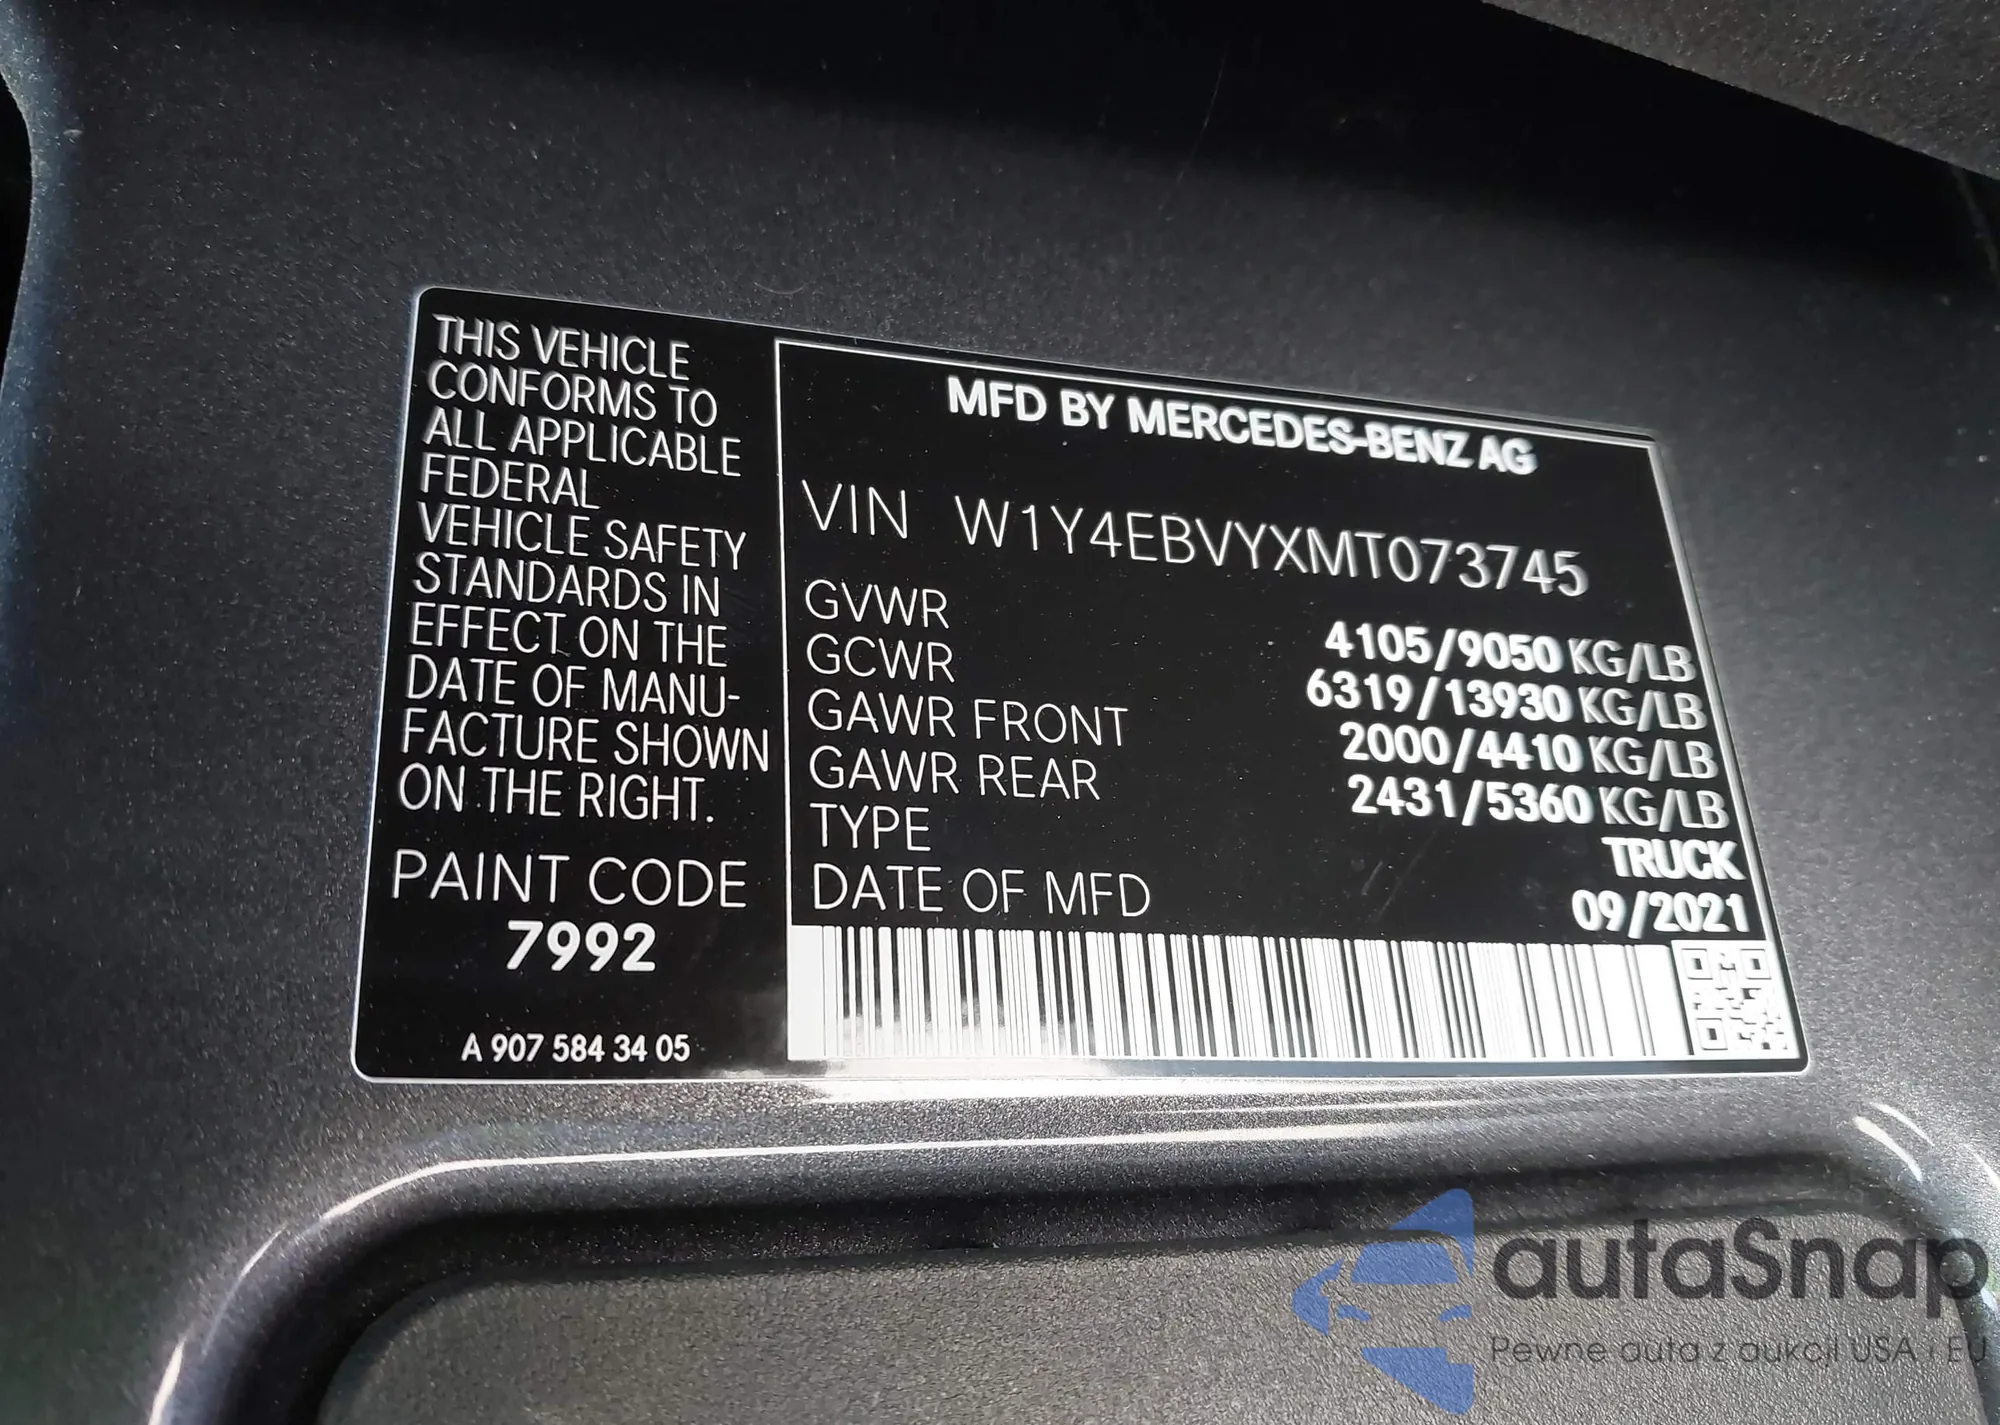 THIS VEHICLE
CONFORMS TO
ALL APPLICABLE
FEDERAL
VEHICLE SAFETY
STANDARDS IN
EFFECT ON THE
DATE OF MANU-
FACTURE SHOWN
ON THE RIGHT.
PAINT CODE
7992
A 907 584 34 05
MFD BY MERCEDES-BENZ AG
VIN W1Y4EBVYXMT073745
GVWR 4105/9050 KG/LB
GCWR 6319/13930 KG/LB
GAWR FRONT 2000/4410 KG/LB
GAWR REAR 2431/5360 KG/LB
TYPE TRUCK
DATE OF MFD 09/2021
autaSnap
Pewne auta z aukcji USA i EU